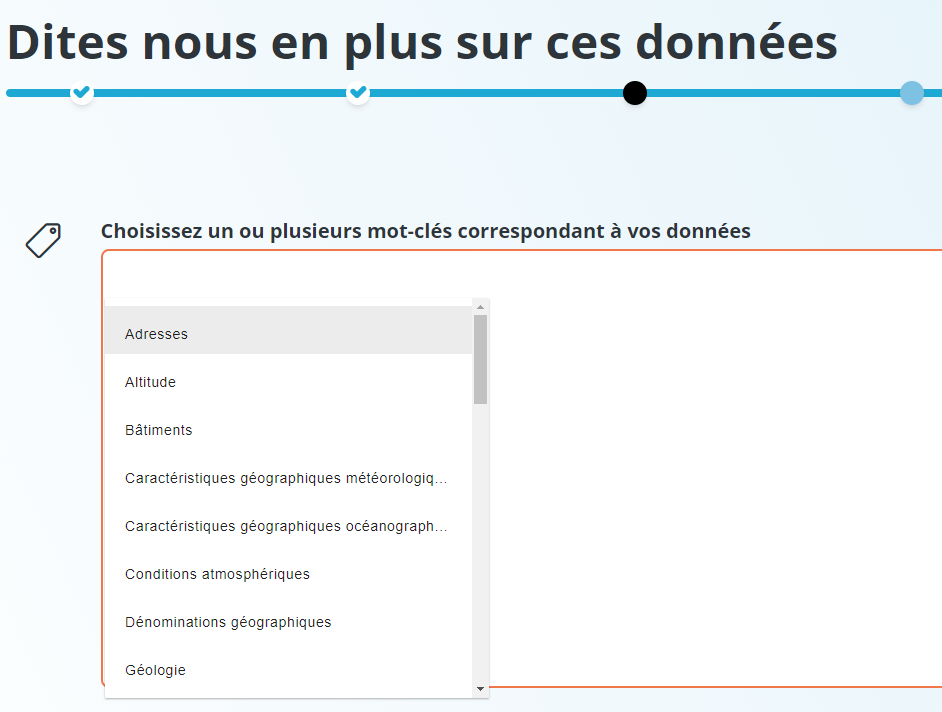 Dites nous en plus sur ces données
Choisissez un ou plusieurs mot-clés correspondant à vos données
Adresses
Altitude
Bâtiments
Caractéristiques géographiques météorologiq...
Caractéristiques géographiques océanograph...
Conditions atmosphériques
Dénominations géographiques
Géologie